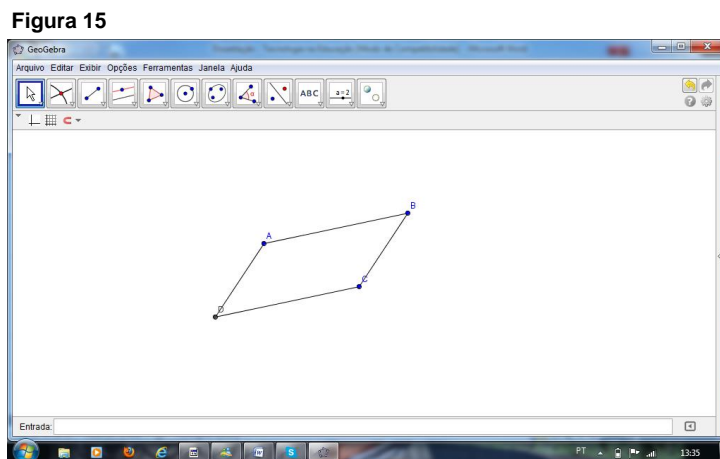 Figura 15
GeoGebra
Arquivo Editar Exibir Opções Ferramentas Janela Ajuda
ABC
a=2
B
A
C
D
Entrada:
PT
13:35